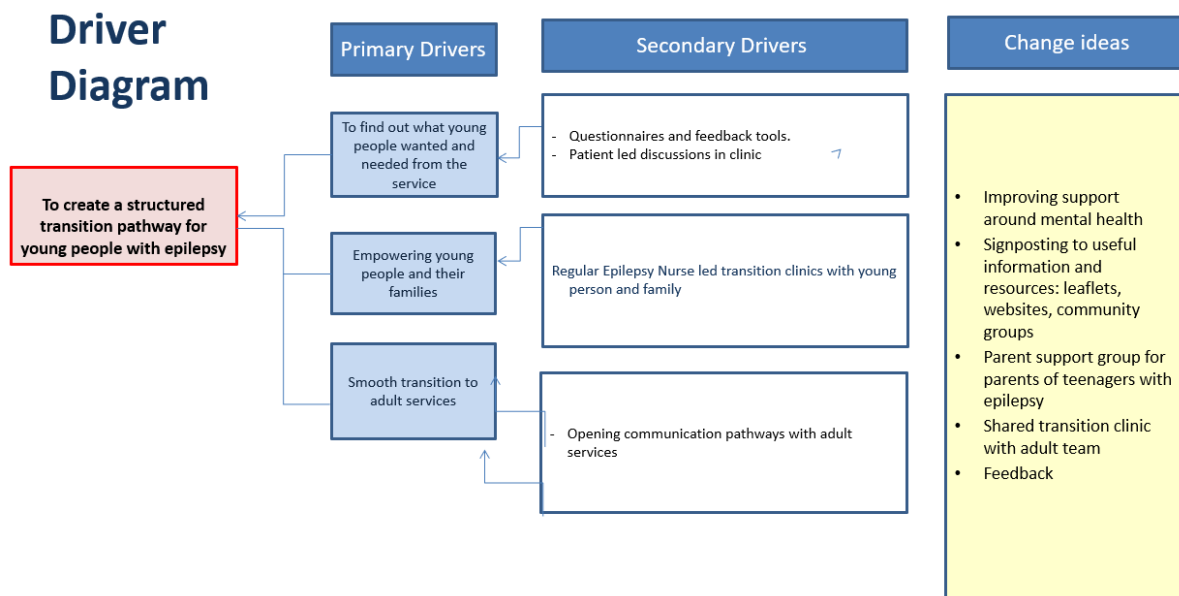 Driver
Diagram
Primary Drivers
Secondary Drivers
Change ideas
To create a structured
transition pathway for
young people with epilepsy
To find out what young
people wanted and
needed from the
service
Empowering young
people and their
families
Smooth transition to
adult services
- Questionnaires and feedback tools.
- Patient led discussions in clinic
Regular Epilepsy Nurse led transition clinics with young
person and family
- Opening communication pathways with adult
services
• Improving support
around mental health
• Signposting to useful
information and
resources: leaflets,
websites, community
groups
• Parent support group for
parents of teenagers with
epilepsy
• Shared transition clinic
with adult team
• Feedback